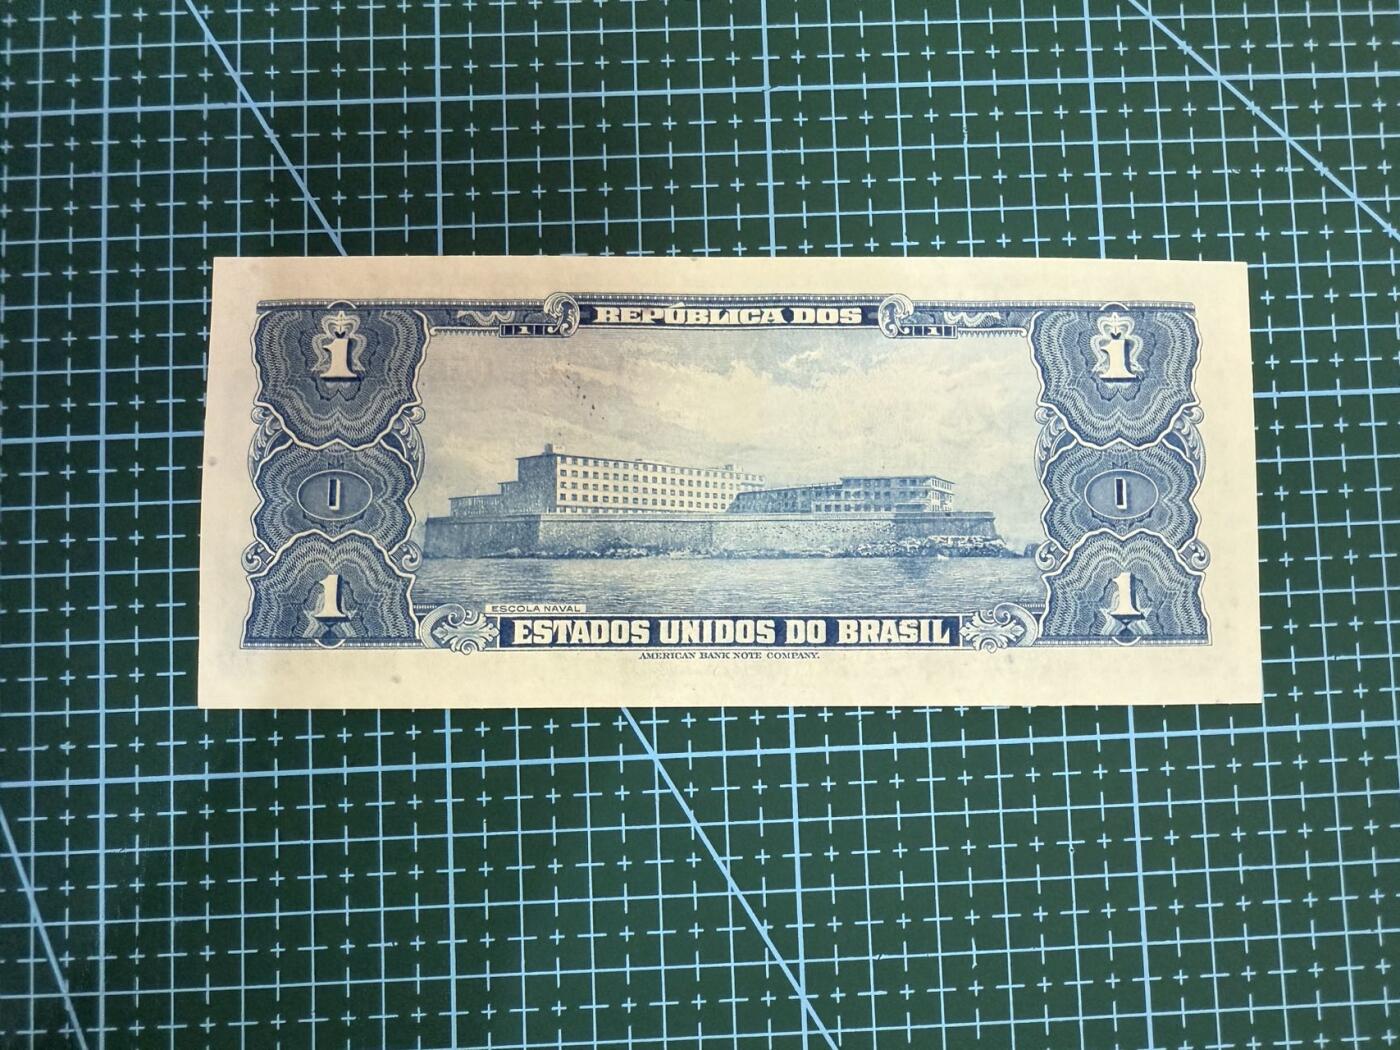 REPÚBLICA DOS
1 1
1 1
1 1
1 1
ESCOLA NAVAL
ESTADOS UNIDOS DO BRASIL
AMERICAN BANK NOTE COMPANY.